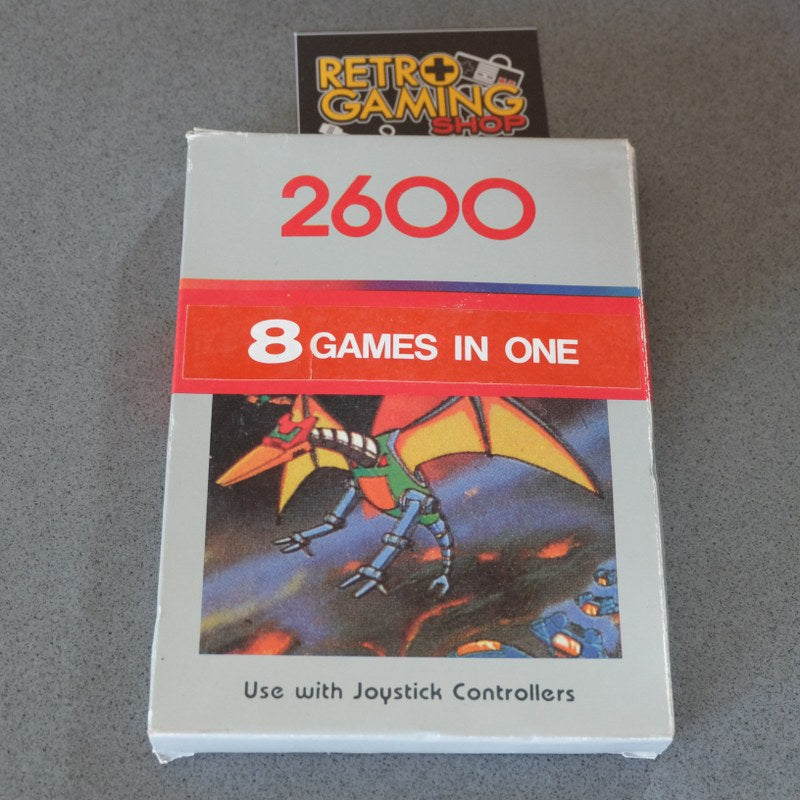 RETRO
GAMING
SHOP
2600
8 GAMES IN ONE
Use with Joystick Controllers